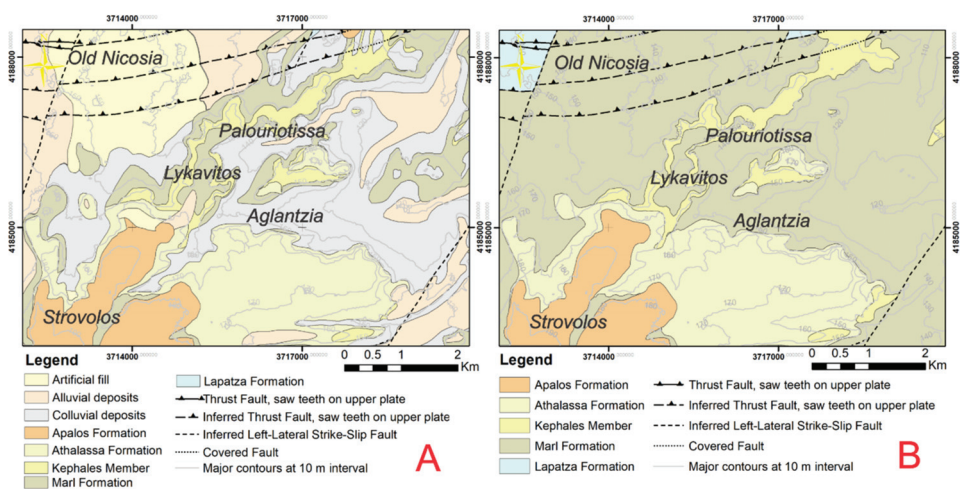 3714000 3717000
4188000
4185000
Old Nicosia
Palouriotissa
Lykavitos
Aglantzia
Strovolos
3714000 3717000
0 0.5 1 2
Km
Legend
Artificial fill
Alluvial deposits
Colluvial deposits
Apalos Formation
Athalassa Formation
Kephales Member
Marl Formation
Lapatza Formation
Thrust Fault, saw teeth on upper plate
Inferred Thrust Fault, saw teeth on upper plate
Inferred Left-Lateral Strike-Slip Fault
Covered Fault
Major contours at 10 m interval
A
3714000 3717000
4188000
4185000
Old Nicosia
Palouriotissa
Lykavitos
Aglantzia
Strovolos
4188000
4185000
3714000 3717000
0 0.5 1 2
Km
Legend
Apalos Formation
Athalassa Formation
Kephales Member
Marl Formation
Lapatza Formation
Thrust Fault, saw teeth on upper plate
Inferred Thrust Fault, saw teeth on upper plate
Inferred Left-Lateral Strike-Slip Fault
Covered Fault
Major contours at 10 m interval
B